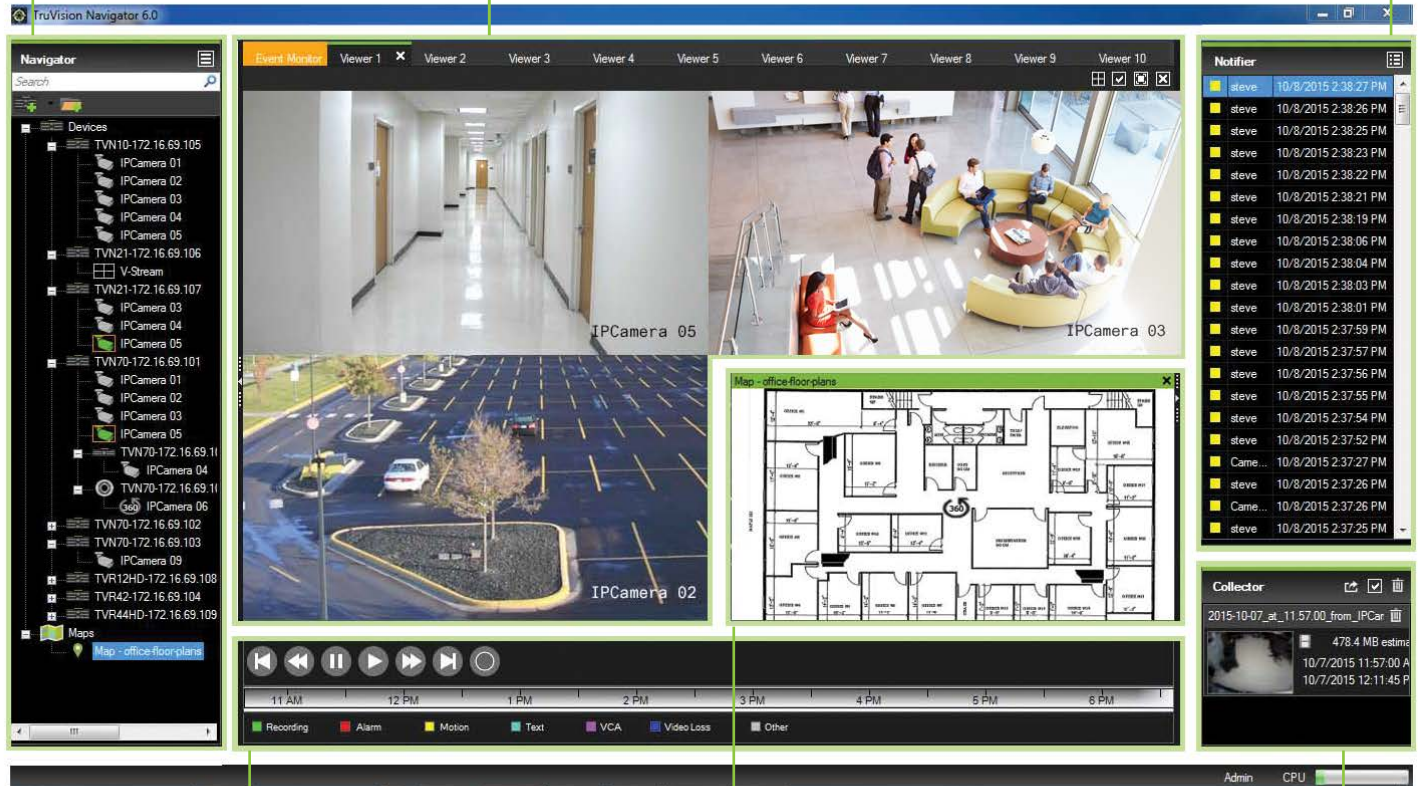 TruVision Navigator 6.0
Navigator
Search
Devices
TVN10-172.16.69.105
IPCamera 01
IPCamera 02
IPCamera 03
IPCamera 04
IPCamera 05
TVN21-172.16.69.106
V-Stream
TVN21-172.16.69.107
IPCamera 03
IPCamera 04
IPCamera 05
TVN70-172.16.69.101
IPCamera 01
IPCamera 02
IPCamera 03
IPCamera 05
TVN70-172.16.69.1(
IPCamera 04
TVN70-172.16.69.1(
360 IPCamera 06
TVN70-172.16.69.102
TVN70-172.16.69.103
IPCamera 09
TVR12HD-172.16.69.108
TVR42-172.16.69.104
TVR44HD-172.16.69.109
Maps
Map - office-floor-plans
Event Monitor Viewer 1 Viewer 2 Viewer 3 Viewer 4 Viewer 5 Viewer 6 Viewer 7 Viewer 8 Viewer 9 Viewer 10
IPCamera 05
IPCamera 03
IPCamera 02
Map - office-floor-plans
ELEVATOR
RECEPTION
360
11 AM 12 PM 1 PM 2 PM 3 PM 4 PM 5 PM 6 PM
Recording Alarm Motion Text VCA Video Loss Other
Notifier
steve 10/8/2015 2:38:27 PM
steve 10/8/2015 2:38:26 PM
steve 10/8/2015 2:38:25 PM
steve 10/8/2015 2:38:23 PM
steve 10/8/2015 2:38:22 PM
steve 10/8/2015 2:38:21 PM
steve 10/8/2015 2:38:19 PM
steve 10/8/2015 2:38:06 PM
steve 10/8/2015 2:38:04 PM
steve 10/8/2015 2:38:03 PM
steve 10/8/2015 2:38:01 PM
steve 10/8/2015 2:37:59 PM
steve 10/8/2015 2:37:57 PM
steve 10/8/2015 2:37:56 PM
steve 10/8/2015 2:37:55 PM
steve 10/8/2015 2:37:54 PM
steve 10/8/2015 2:37:52 PM
Came... 10/8/2015 2:37:27 PM
steve 10/8/2015 2:37:26 PM
Came... 10/8/2015 2:37:26 PM
steve 10/8/2015 2:37:25 PM
Collector
2015-10-07_at_11.57.00_from_IPCar
478.4 MB estima
10/7/2015 11:57:00 A
10/7/2015 12:11:45 P
Admin CPU